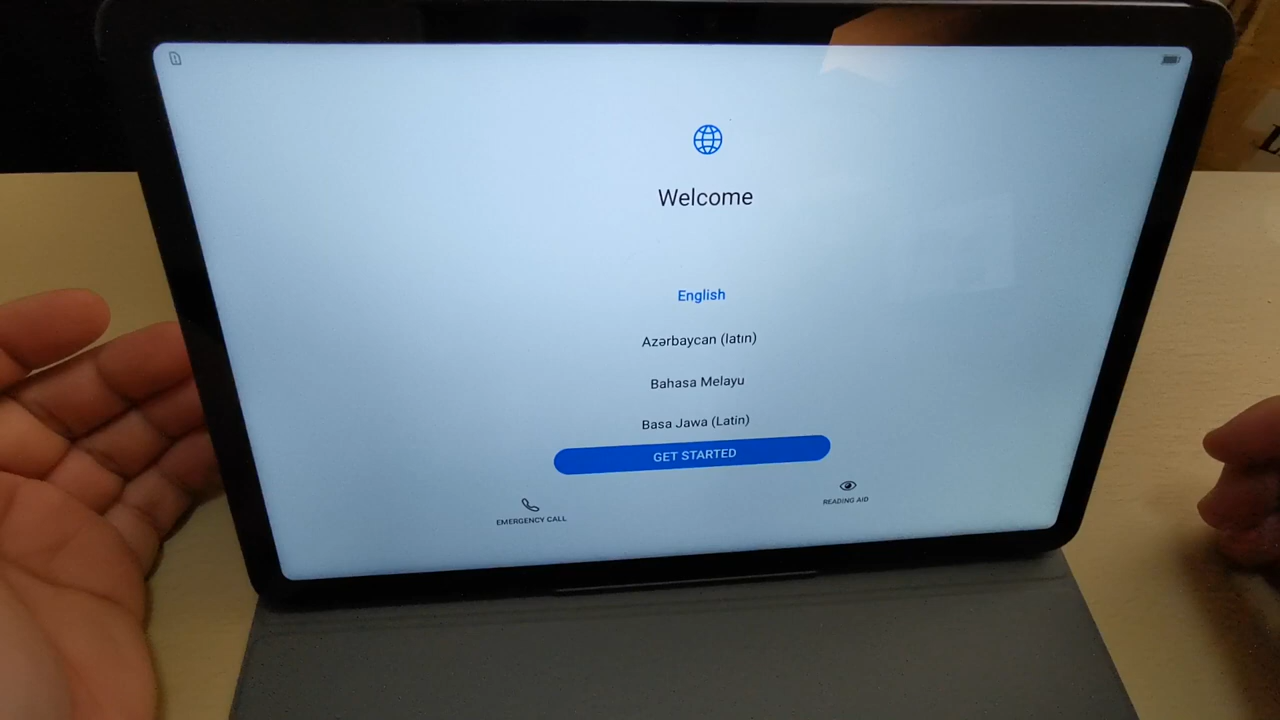 Welcome
English
Azərbaycan (latın)
Bahasa Melayu
Basa Jawa (Latin)
GET STARTED
EMERGENCY CALL
READING AID